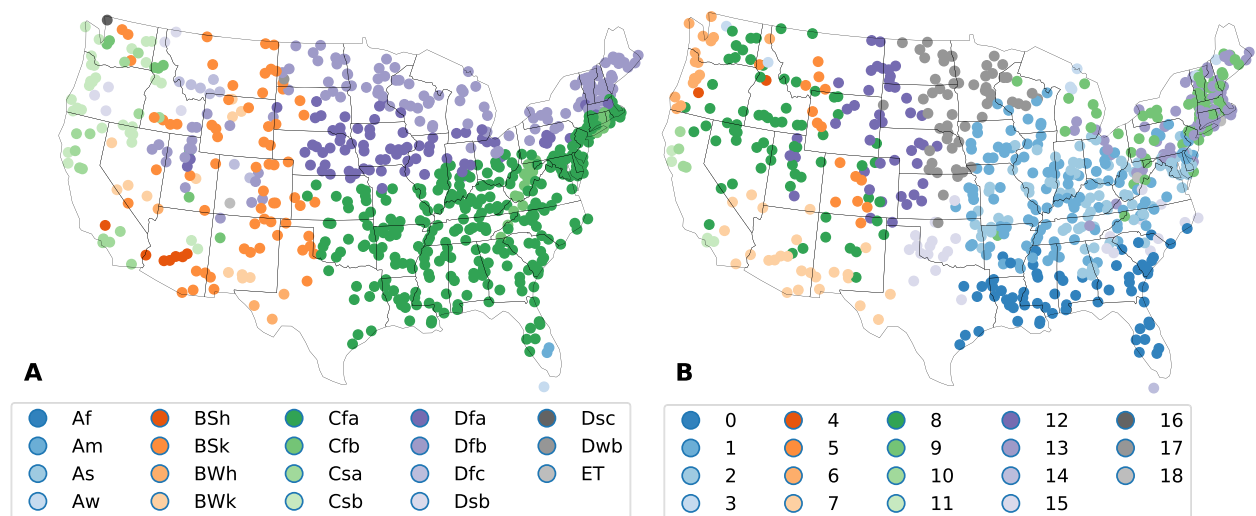 A
B
Af BSh Cfa Dfa Dsc
Am BSk Cfb Dfb Dwb
As BWh Csa Dfc ET
Aw BWk Csb Dsb
0 4 8 12 16
1 5 9 13 17
2 6 10 14 18
3 7 11 15